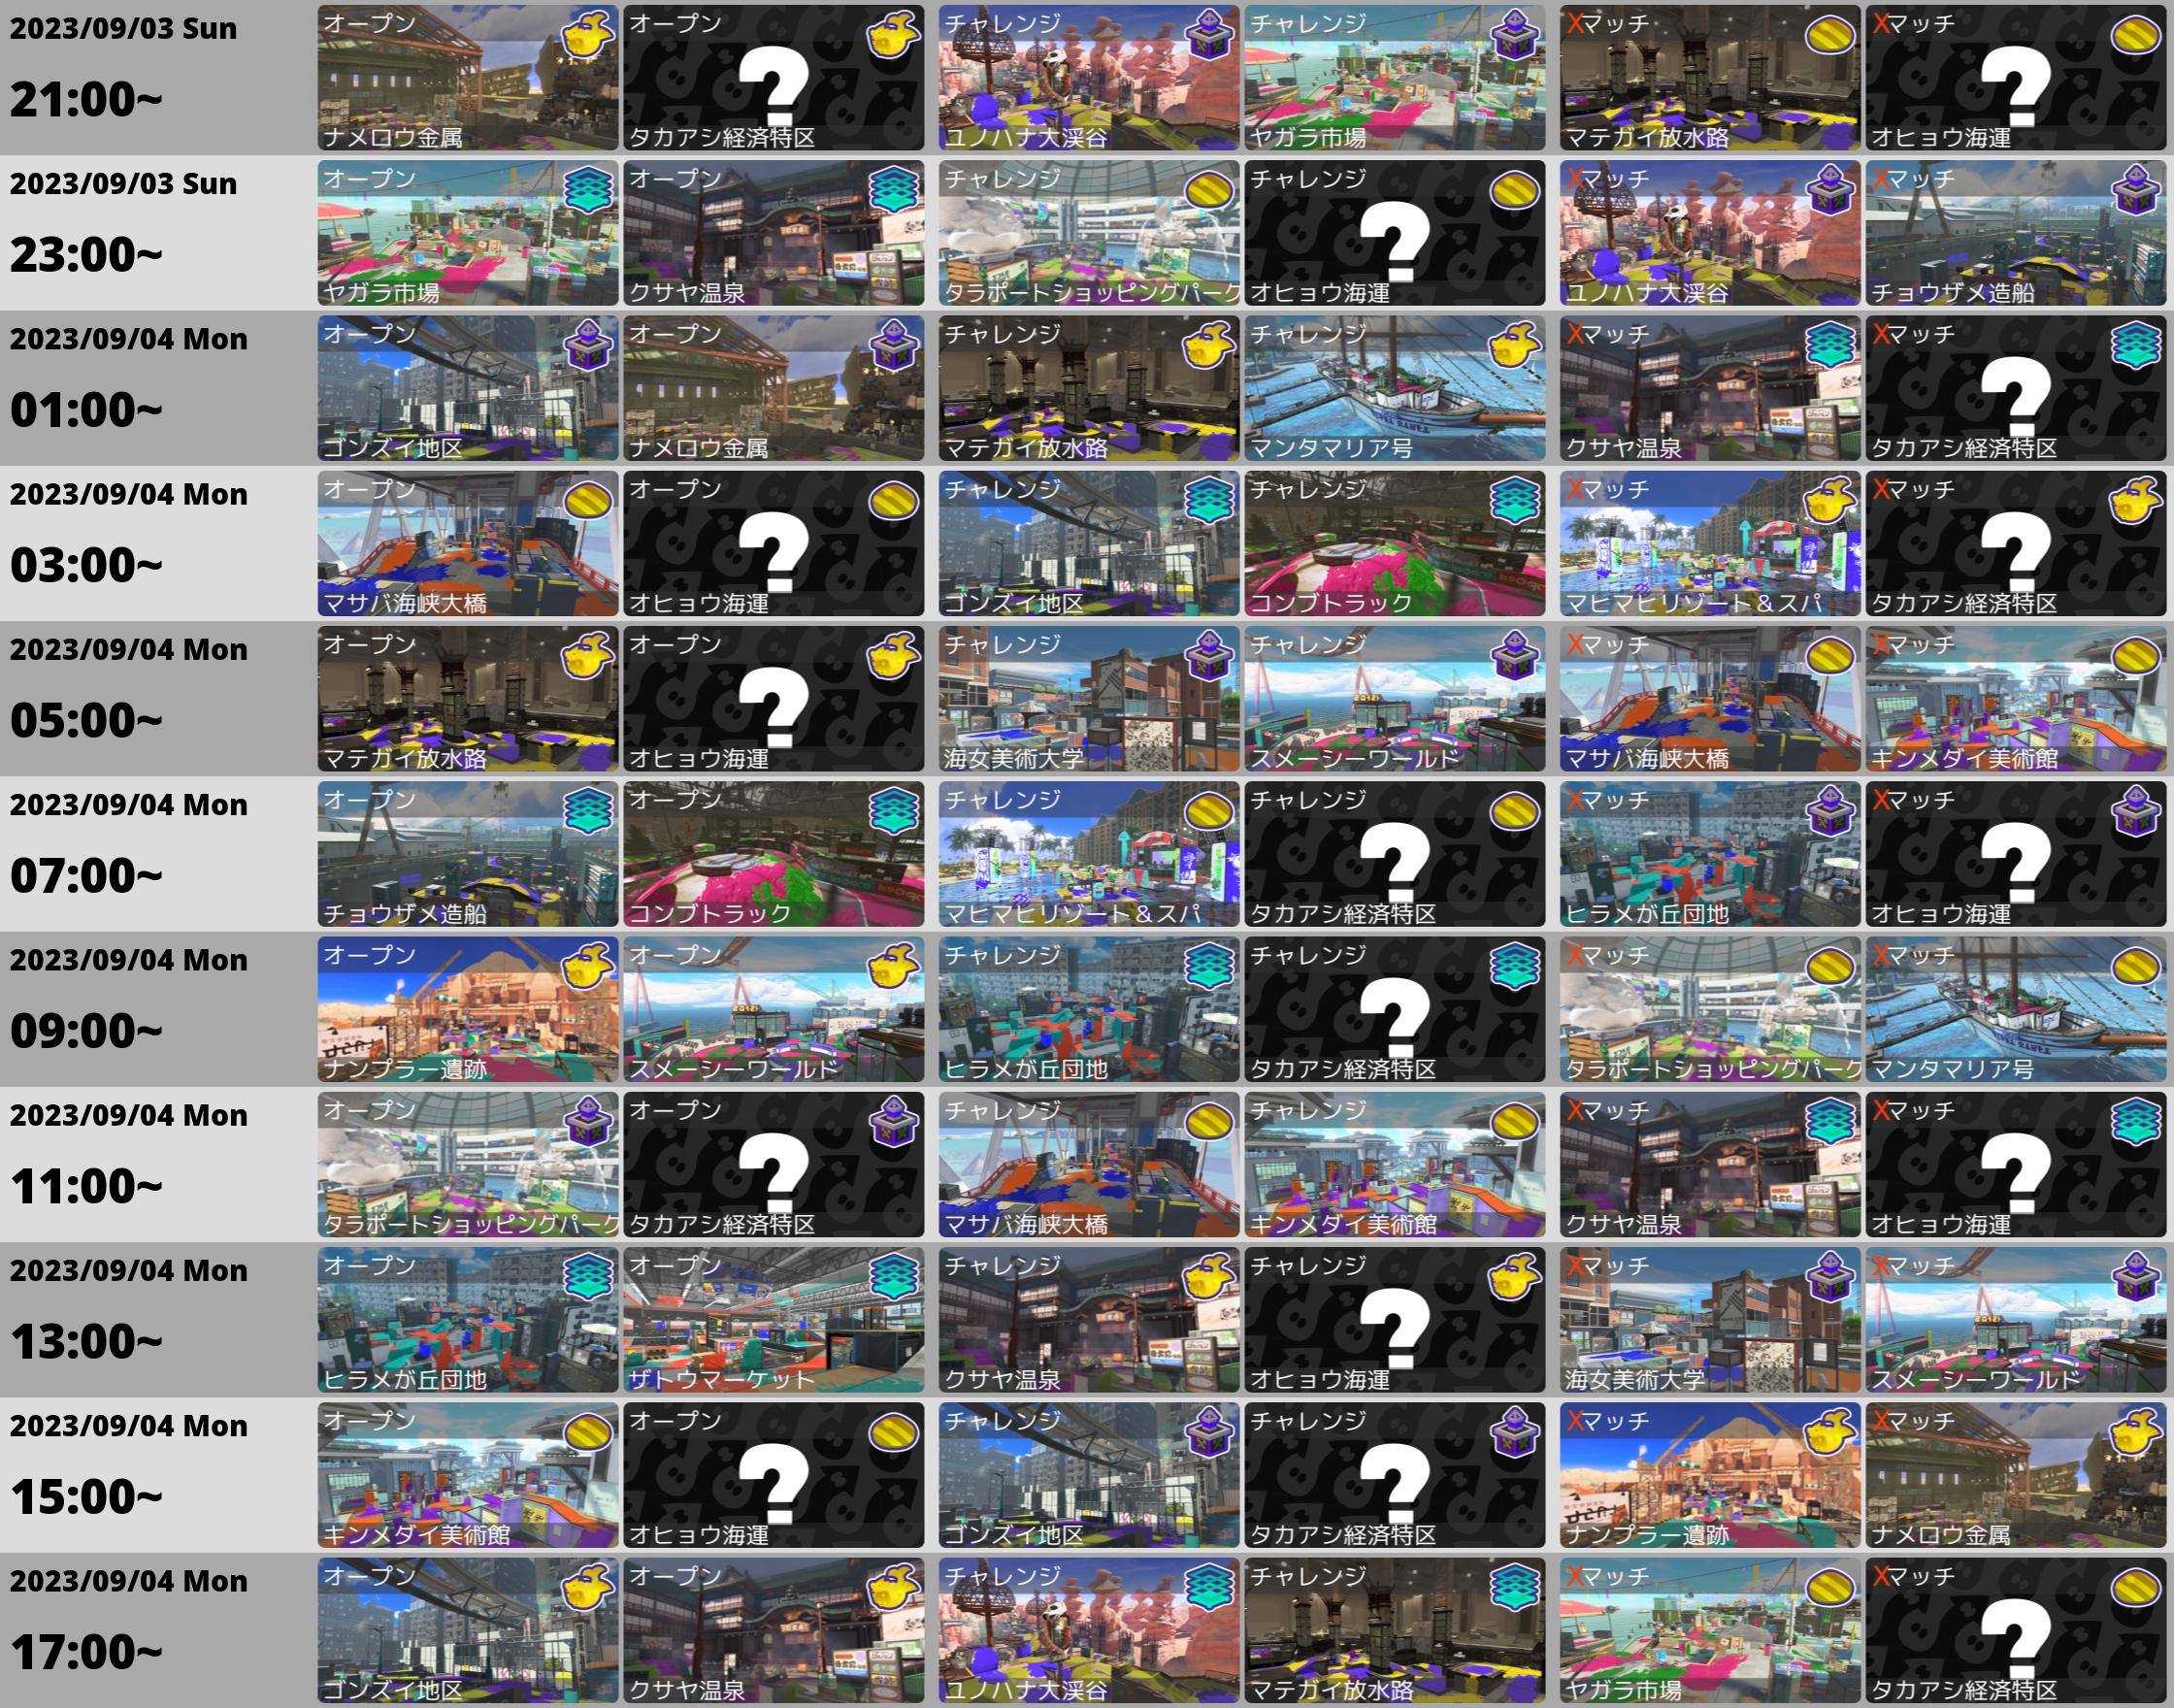 2023/09/03 Sun
21:00~
オープン
ナメロウ金属
オープン
タカアシ経済特区
チャレンジ
ユノハナ大渓谷
チャレンジ
ヤガラ市場
Xマッチ
マテガイ放水路
Xマッチ
オヒョウ海運
2023/09/03 Sun
23:00~
オープン
ヤガラ市場
オープン
クサヤ温泉
チャレンジ
タラポートショッピングパーク
チャレンジ
オヒョウ海運
Xマッチ
ユノハナ大渓谷
Xマッチ
チョウザメ造船
2023/09/04 Mon
01:00~
オープン
ゴンズイ地区
オープン
ナメロウ金属
チャレンジ
マテガイ放水路
チャレンジ
マンタマリア号
Xマッチ
クサヤ温泉
Xマッチ
タカアシ経済特区
2023/09/04 Mon
03:00~
オープン
マサバ海峡大橋
オープン
オヒョウ海運
チャレンジ
ゴンズイ地区
チャレンジ
コンブトラック
Xマッチ
マヒマヒリゾート＆スパ
Xマッチ
タカアシ経済特区
2023/09/04 Mon
05:00~
オープン
マテガイ放水路
オープン
オヒョウ海運
チャレンジ
海女美術大学
チャレンジ
スメーシーワールド
Xマッチ
マサバ海峡大橋
Xマッチ
キンメダイ美術館
2023/09/04 Mon
07:00~
オープン
チョウザメ造船
オープン
コンブトラック
チャレンジ
マヒマヒリゾート＆スパ
チャレンジ
タカアシ経済特区
Xマッチ
ヒラメが丘団地
Xマッチ
オヒョウ海運
2023/09/04 Mon
09:00~
オープン
ナンプラー遺跡
オープン
スメーシーワールド
チャレンジ
ヒラメが丘団地
チャレンジ
タカアシ経済特区
Xマッチ
タラポートショッピングパーク
Xマッチ
マンタマリア号
2023/09/04 Mon
11:00~
オープン
タラポートショッピングパーク
オープン
タカアシ経済特区
チャレンジ
マサバ海峡大橋
チャレンジ
キンメダイ美術館
Xマッチ
クサヤ温泉
Xマッチ
オヒョウ海運
2023/09/04 Mon
13:00~
オープン
ヒラメが丘団地
オープン
ザトウマーケット
チャレンジ
クサヤ温泉
チャレンジ
オヒョウ海運
Xマッチ
海女美術大学
Xマッチ
スメーシーワールド
2023/09/04 Mon
15:00~
オープン
キンメダイ美術館
オープン
オヒョウ海運
チャレンジ
ゴンズイ地区
チャレンジ
タカアシ経済特区
Xマッチ
ナンプラー遺跡
Xマッチ
ナメロウ金属
2023/09/04 Mon
17:00~
オープン
ゴンズイ地区
オープン
クサヤ温泉
チャレンジ
ユノハナ大渓谷
チャレンジ
マテガイ放水路
Xマッチ
ヤガラ市場
Xマッチ
タカアシ経済特区